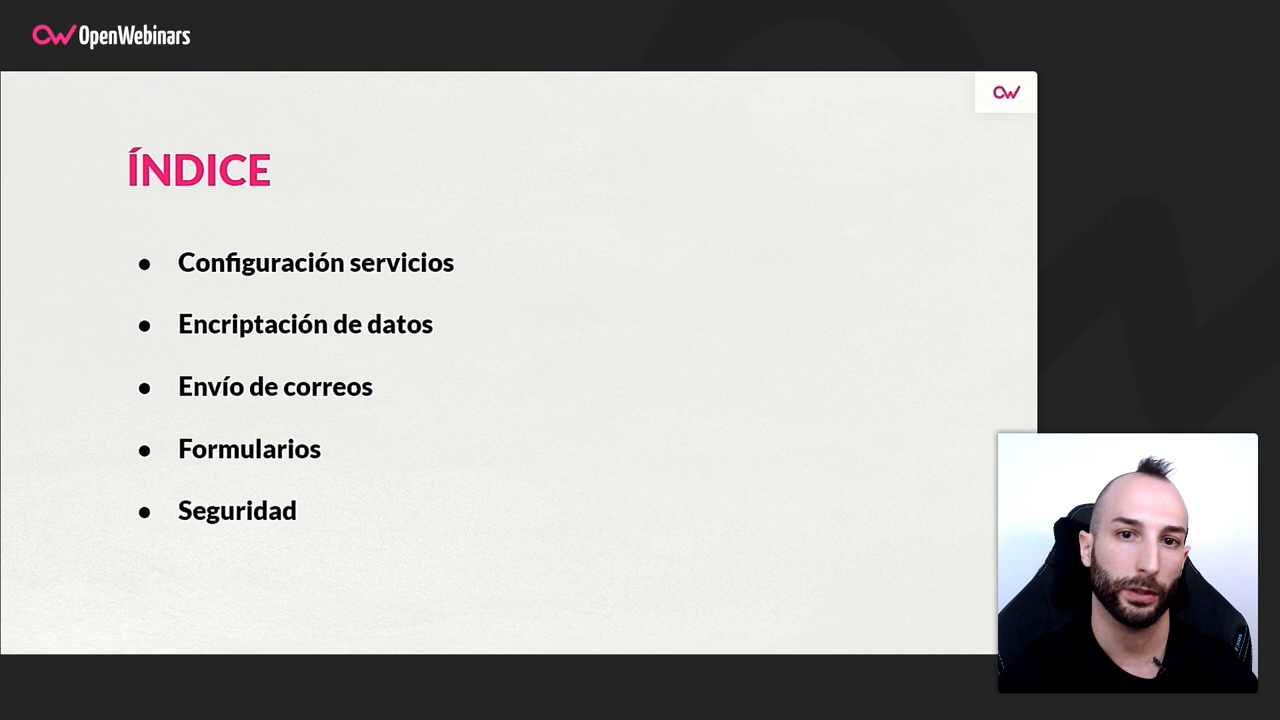 OpenWebinars
ÍNDICE
● Configuración servicios
● Encriptación de datos
● Envío de correos
● Formularios
● Seguridad